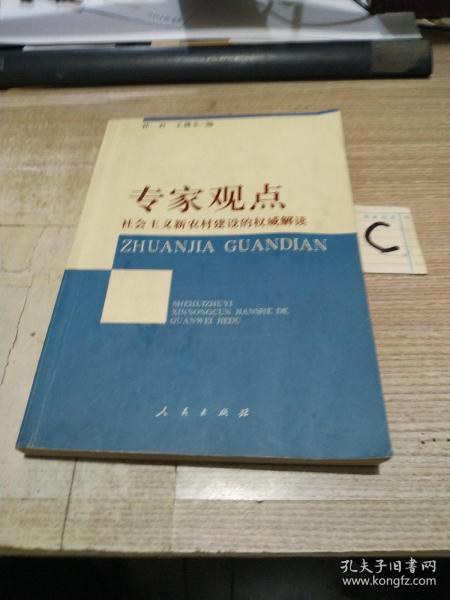 专家观点
社会主义新农村建设的权威解读
ZHUANJIA GUANDIAN
SHEHUIZHUYI
XINNONGCUN JIANSHE DE
QUANWEI JIEDU
人民出版社
C
孔夫子旧书网
www.kongfz.com